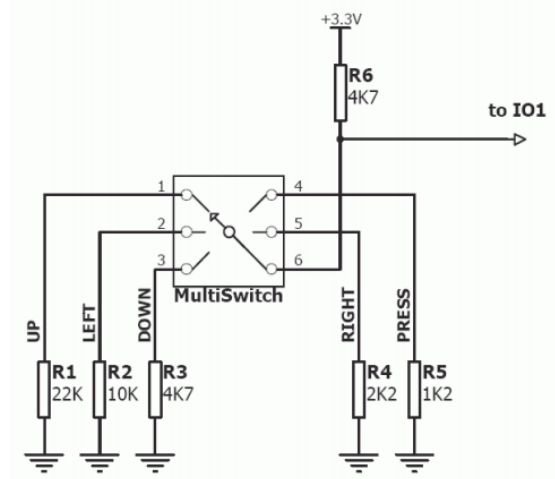 +3.3V
R6
4K7
to IO1
1
4
2
5
3
6
MultiSwitch
UP
LEFT
DOWN
RIGHT
PRESS
R1
22K
R2
10K
R3
4K7
R4
2K2
R5
1K2